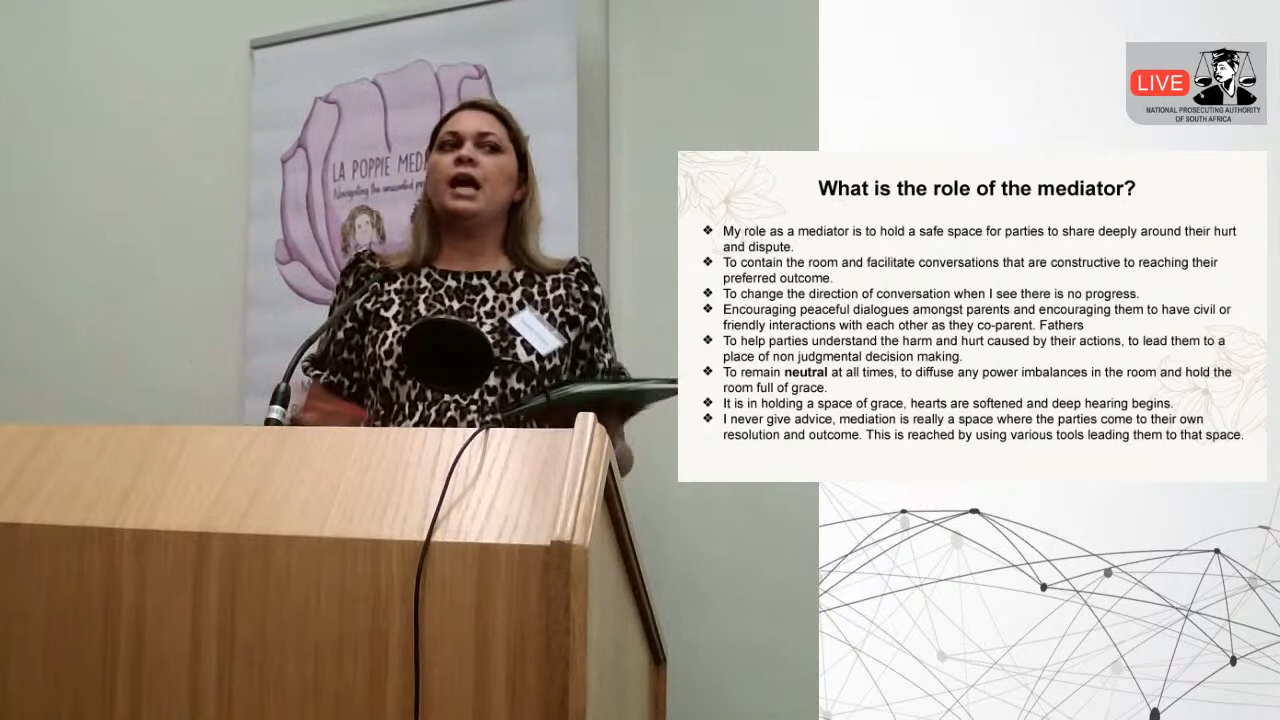 LA POPPIE MED
Navigating the
LIVE
NATIONAL PROSECUTING AUTHORITY
OF SOUTH AFRICA
What is the role of the mediator?
❖ My role as a mediator is to hold a safe space for parties to share deeply around their hurt
and dispute.
❖ To contain the room and facilitate conversations that are constructive to reaching their
preferred outcome.
❖ To change the direction of conversation when I see there is no progress.
❖ Encouraging peaceful dialogues amongst parents and encouraging them to have civil or
friendly interactions with each other as they co-parent. Fathers
❖ To help parties understand the harm and hurt caused by their actions, to lead them to a
place of non judgmental decision making.
❖ To remain neutral at all times, to diffuse any power imbalances in the room and hold the
room full of grace.
❖ It is in holding a space of grace, hearts are softened and deep hearing begins.
❖ I never give advice, mediation is really a space where the parties come to their own
resolution and outcome. This is reached by using various tools leading them to that space.